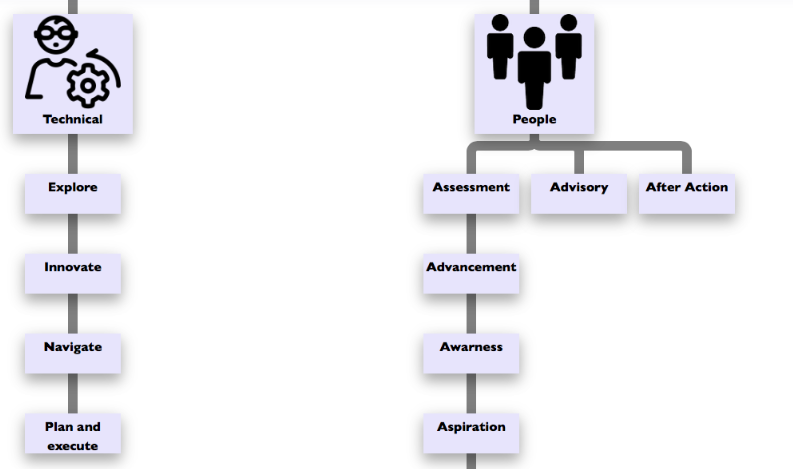 Technical
People
Explore
Assessment
Advisory
After Action
Innovate
Advancement
Navigate
Awarness
Plan and
execute
Aspiration